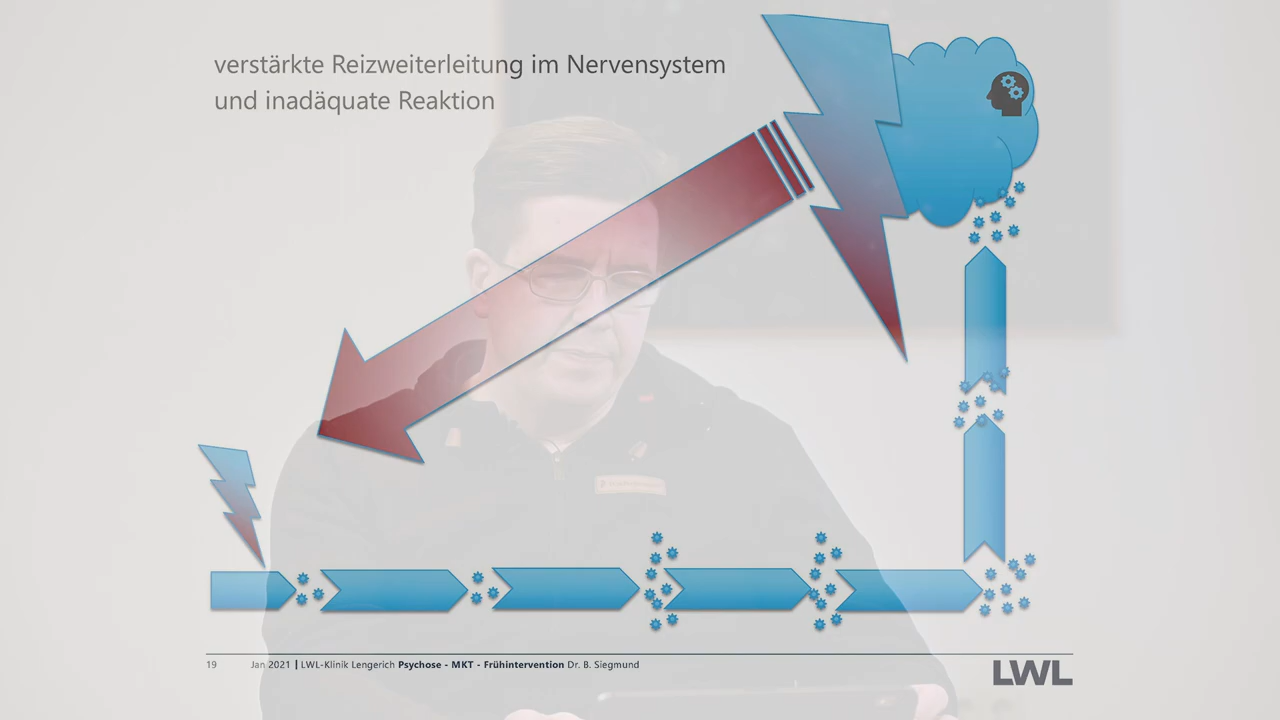 verstärkte Reizweiterleitung im Nervensystem
und inadäquate Reaktion
19 Jan 2021 | LWL-Klinik Lengerich Psychose - MKT - Frühintervention Dr. B. Siegmund
LWL